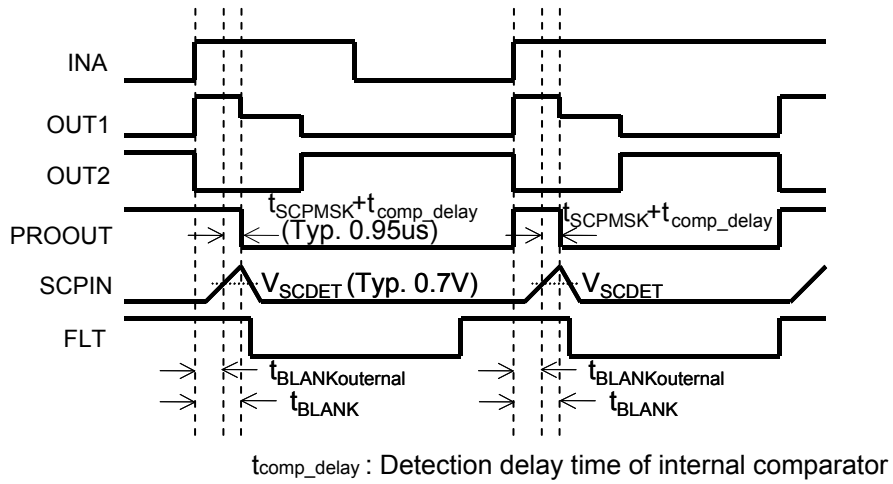 INA
OUT1
OUT2
tSCPMSK+tcomp_delay
(Typ. 0.95us)
tSCPMSK+tcomp_delay
PROOUT
SCPIN
VSCDET (Typ. 0.7V)
VSCDET
FLT
tBLANKouternal
tBLANKouternal
tBLANK
tBLANK
tcomp_delay : Detection delay time of internal comparator